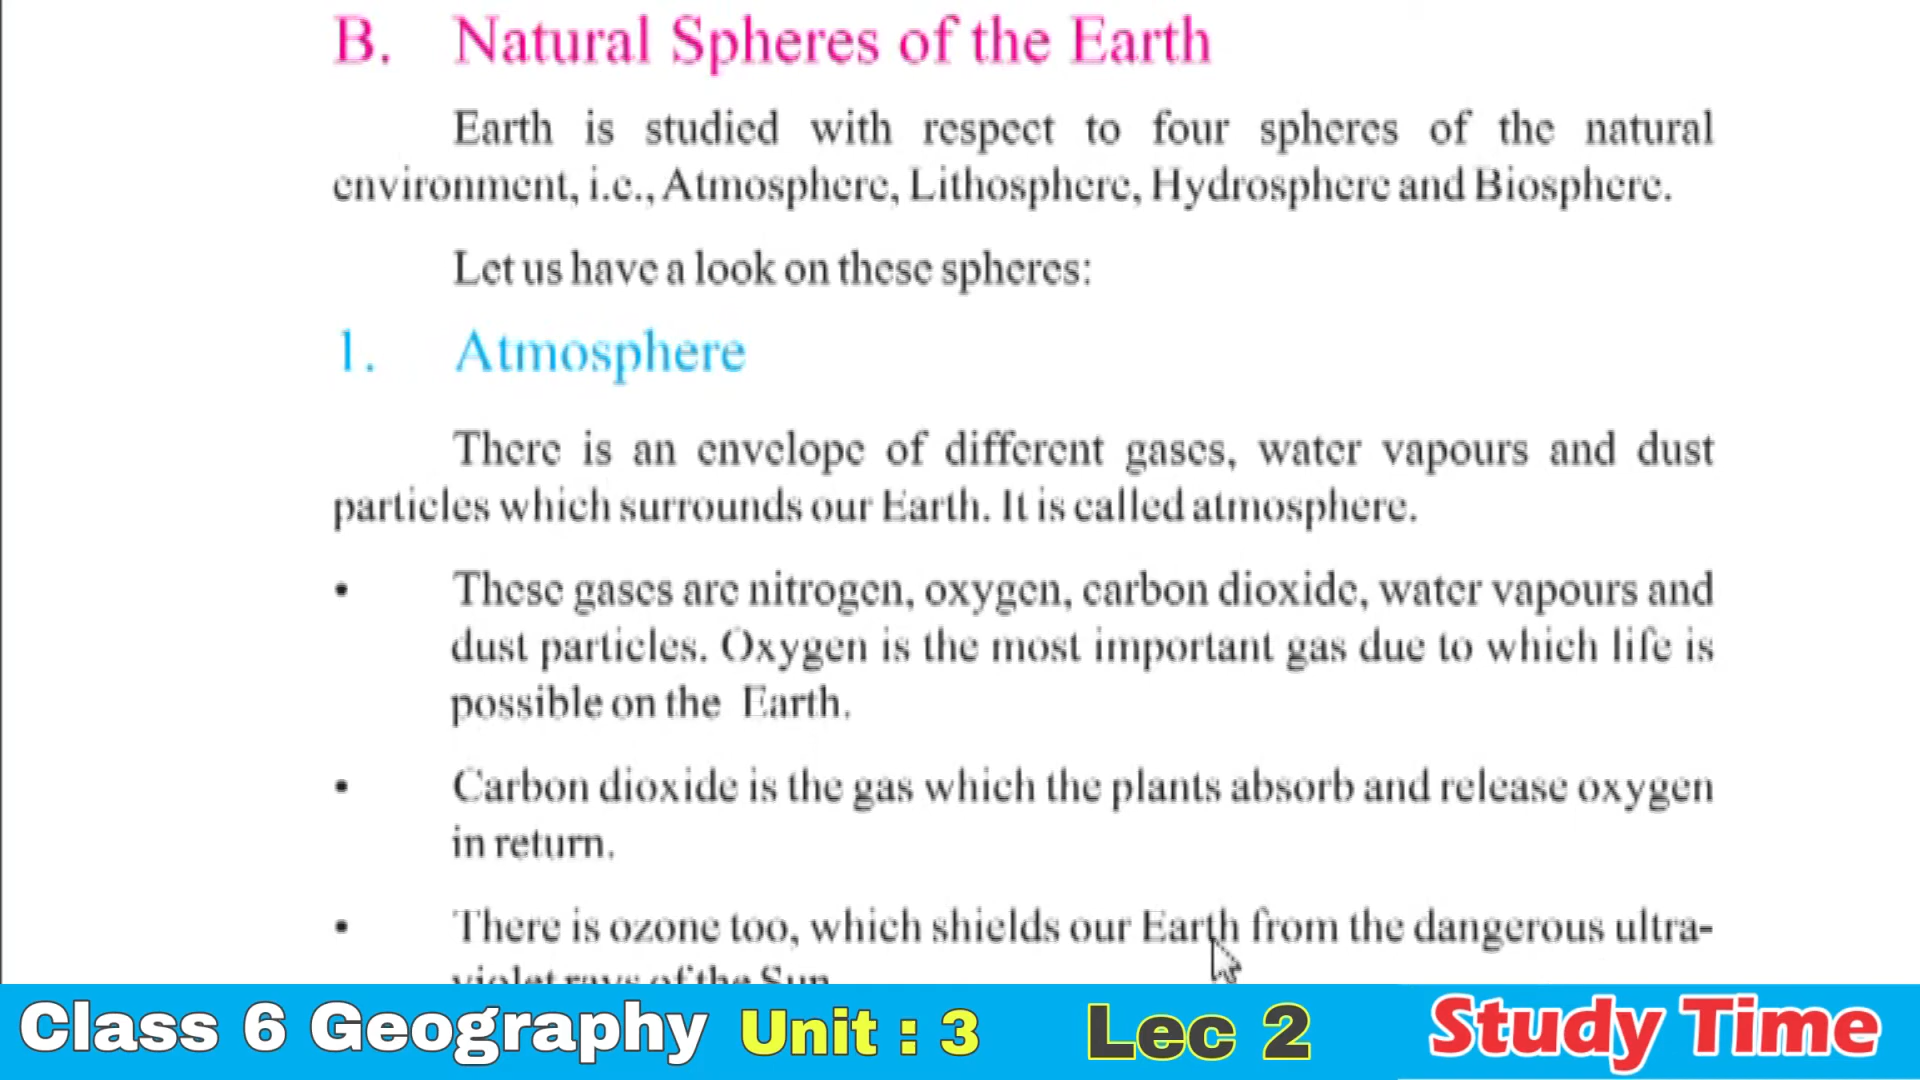 B. Natural Spheres of the Earth
Earth is studied with respect to four spheres of the natural
environment, i.e., Atmosphere, Lithosphere, Hydrosphere and Biosphere.
Let us have a look on these spheres:
1. Atmosphere
There is an envelope of different gases, water vapours and dust
particles which surrounds our Earth. It is called atmosphere.
• These gases are nitrogen, oxygen, carbon dioxide, water vapours and
dust particles. Oxygen is the most important gas due to which life is
possible on the Earth.
• Carbon dioxide is the gas which the plants absorb and release oxygen
in return.
• There is ozone too, which shields our Earth from the dangerous ultra-
violet rays of the Sun.
Class 6 Geography Unit : 3 Lec 2 Study Time